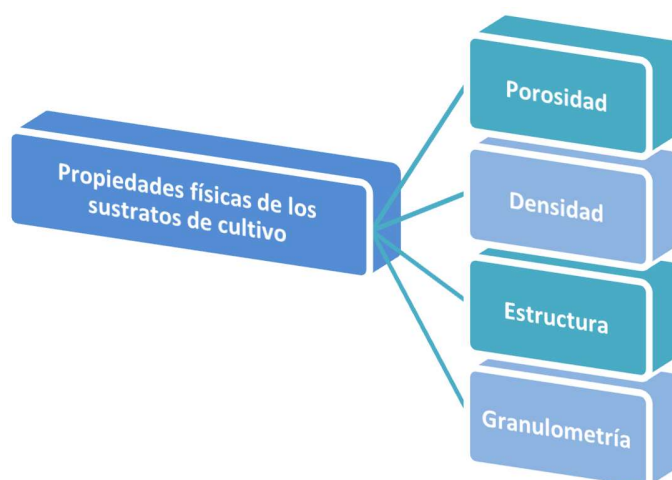 Propiedades físicas de los
sustratos de cultivo
Porosidad
Densidad
Estructura
Granulometría